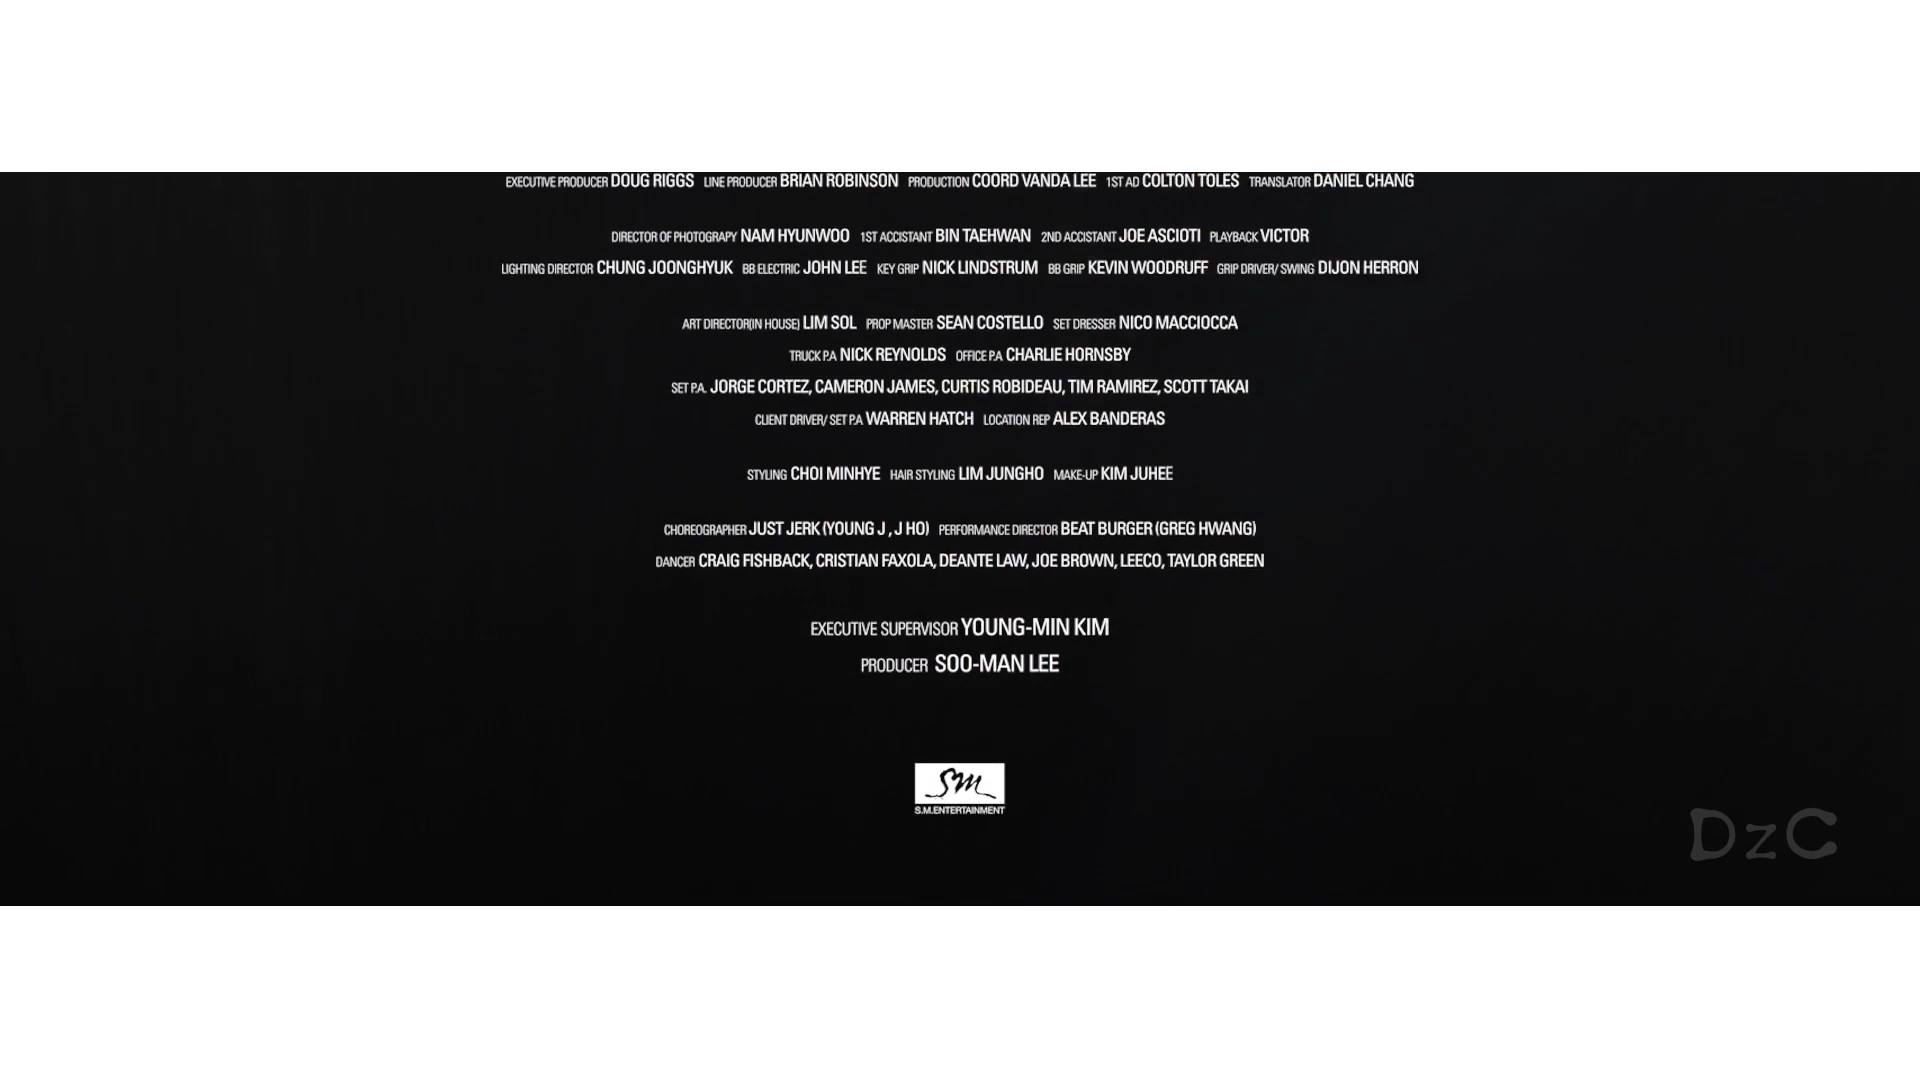 EXECUTIVE PRODUCER DOUG RIGGS LINE PRODUCER BRIAN ROBINSON PRODUCTION COORD VANDA LEE 1ST AD COLTON TOLES TRANSLATOR DANIEL CHANG
DIRECTOR OF PHOTOGRAPY NAM HYUNWOO 1ST ACCISTANT BIN TAEHWAN 2ND ACCISTANT JOE ASCIOTI PLAYBACK VICTOR
LIGHTING DIRECTOR CHUNG JOONGHYUK BB ELECTRIC JOHN LEE KEY GRIP NICK LINDSTRUM BB GRIP KEVIN WOODRUFF GRIP DRIVER/ SWING DIJON HERRON
ART DIRECTOR(IN HOUSE) LIM SOL PROP MASTER SEAN COSTELLO SET DRESSER NICO MACCIOCCA
TRUCK P.A NICK REYNOLDS OFFICE P.A CHARLIE HORNSBY
SET P.A. JORGE CORTEZ, CAMERON JAMES, CURTIS ROBIDEAU, TIM RAMIREZ, SCOTT TAKAI
CLIENT DRIVER/ SET P.A WARREN HATCH LOCATION REP ALEX BANDERAS
STYLING CHOI MINHYE HAIR STYLING LIM JUNGHO MAKE-UP KIM JUHEE
CHOREOGRAPHER JUST JERK (YOUNG J , J HO) PERFORMANCE DIRECTOR BEAT BURGER (GREG HWANG)
DANCER CRAIG FISHBACK, CRISTIAN FAXOLA, DEANTE LAW, JOE BROWN, LEECO, TAYLOR GREEN
EXECUTIVE SUPERVISOR YOUNG-MIN KIM
PRODUCER SOO-MAN LEE
SM
S.M.ENTERTAINMENT
DzC